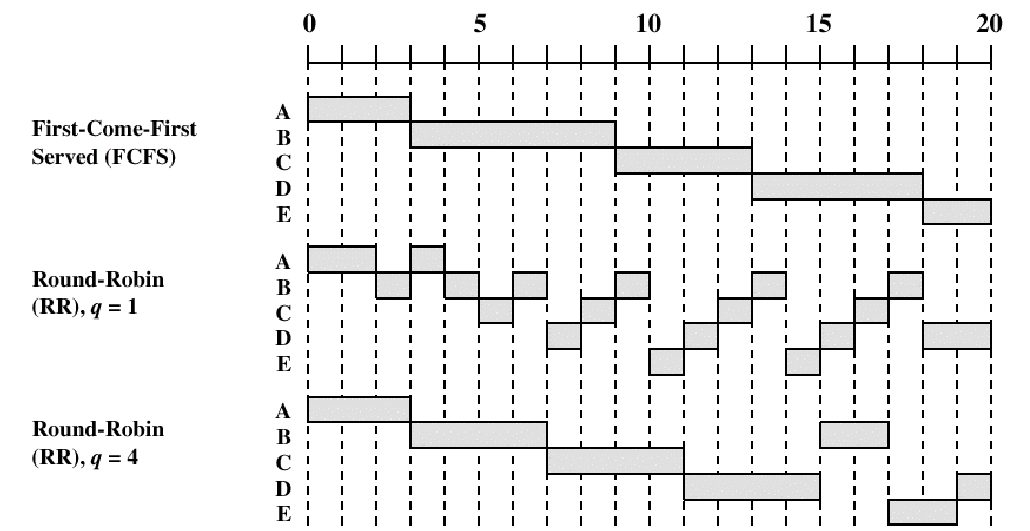 0 5 10 15 20
First-Come-First
Served (FCFS)
A
B
C
D
E
Round-Robin
(RR), q = 1
A
B
C
D
E
Round-Robin
(RR), q = 4
A
B
C
D
E